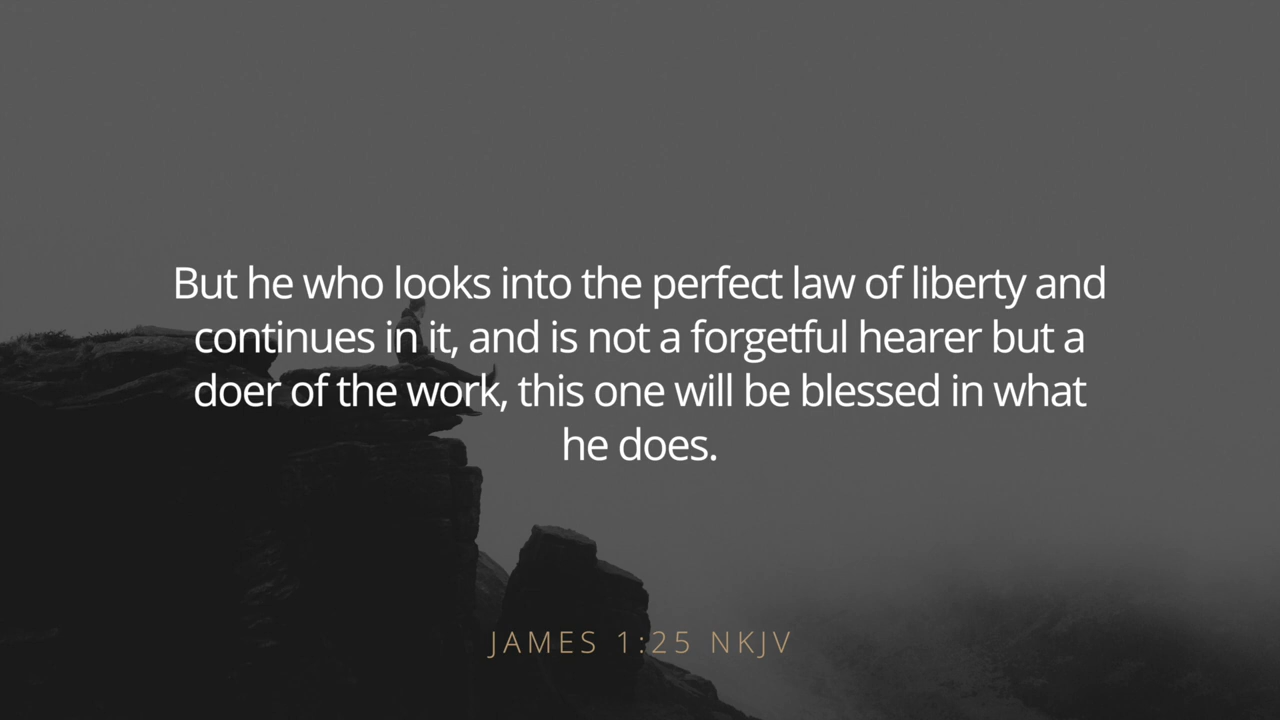 But he who looks into the perfect law of liberty and
continues in it, and is not a forgetful hearer but a
doer of the work, this one will be blessed in what
he does.
JAMES 1:25 NKJV